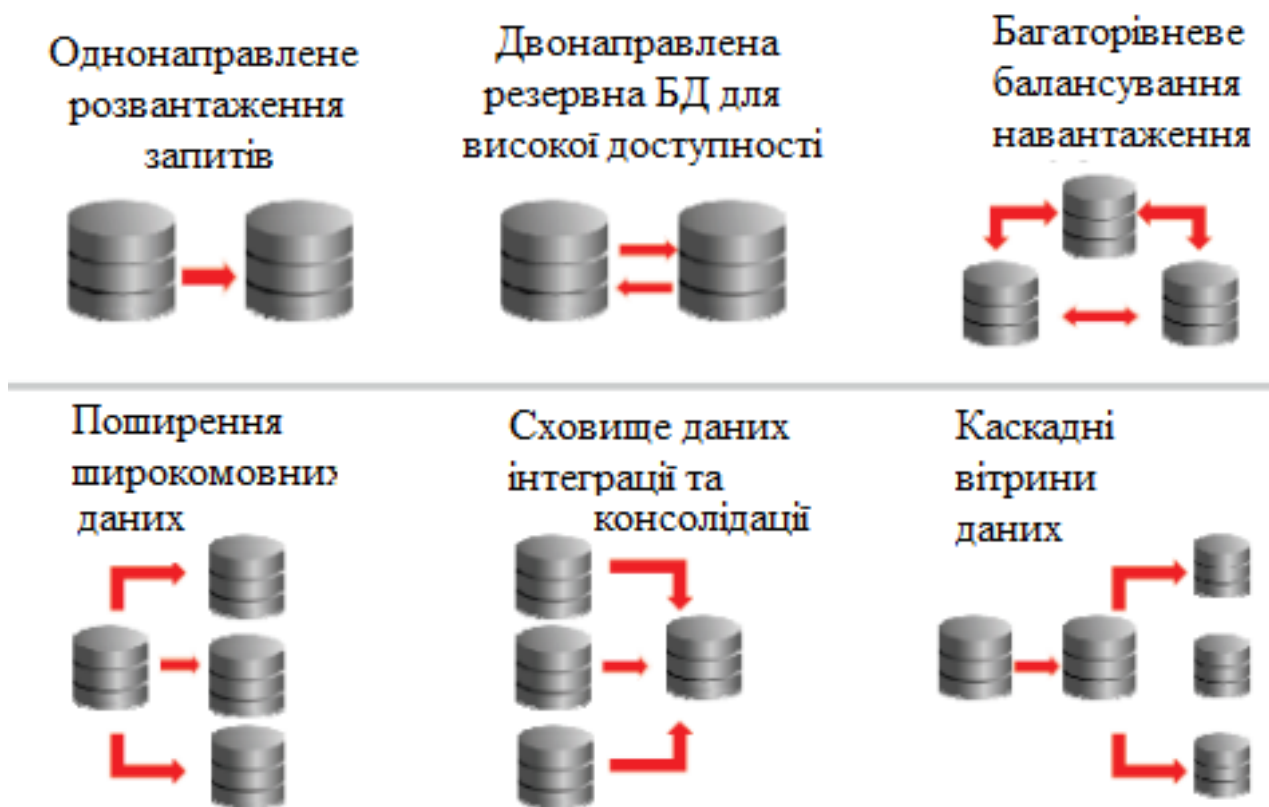 Однонаправлене
розвантаження
запитів
Двонаправлена
резервна БД для
високої доступності
Багаторівневе
балансування
навантаження
Поширення
широкомовних
даних
Сховище даних
інтеграції та
консолідації
Каскадні
вітрини
даних